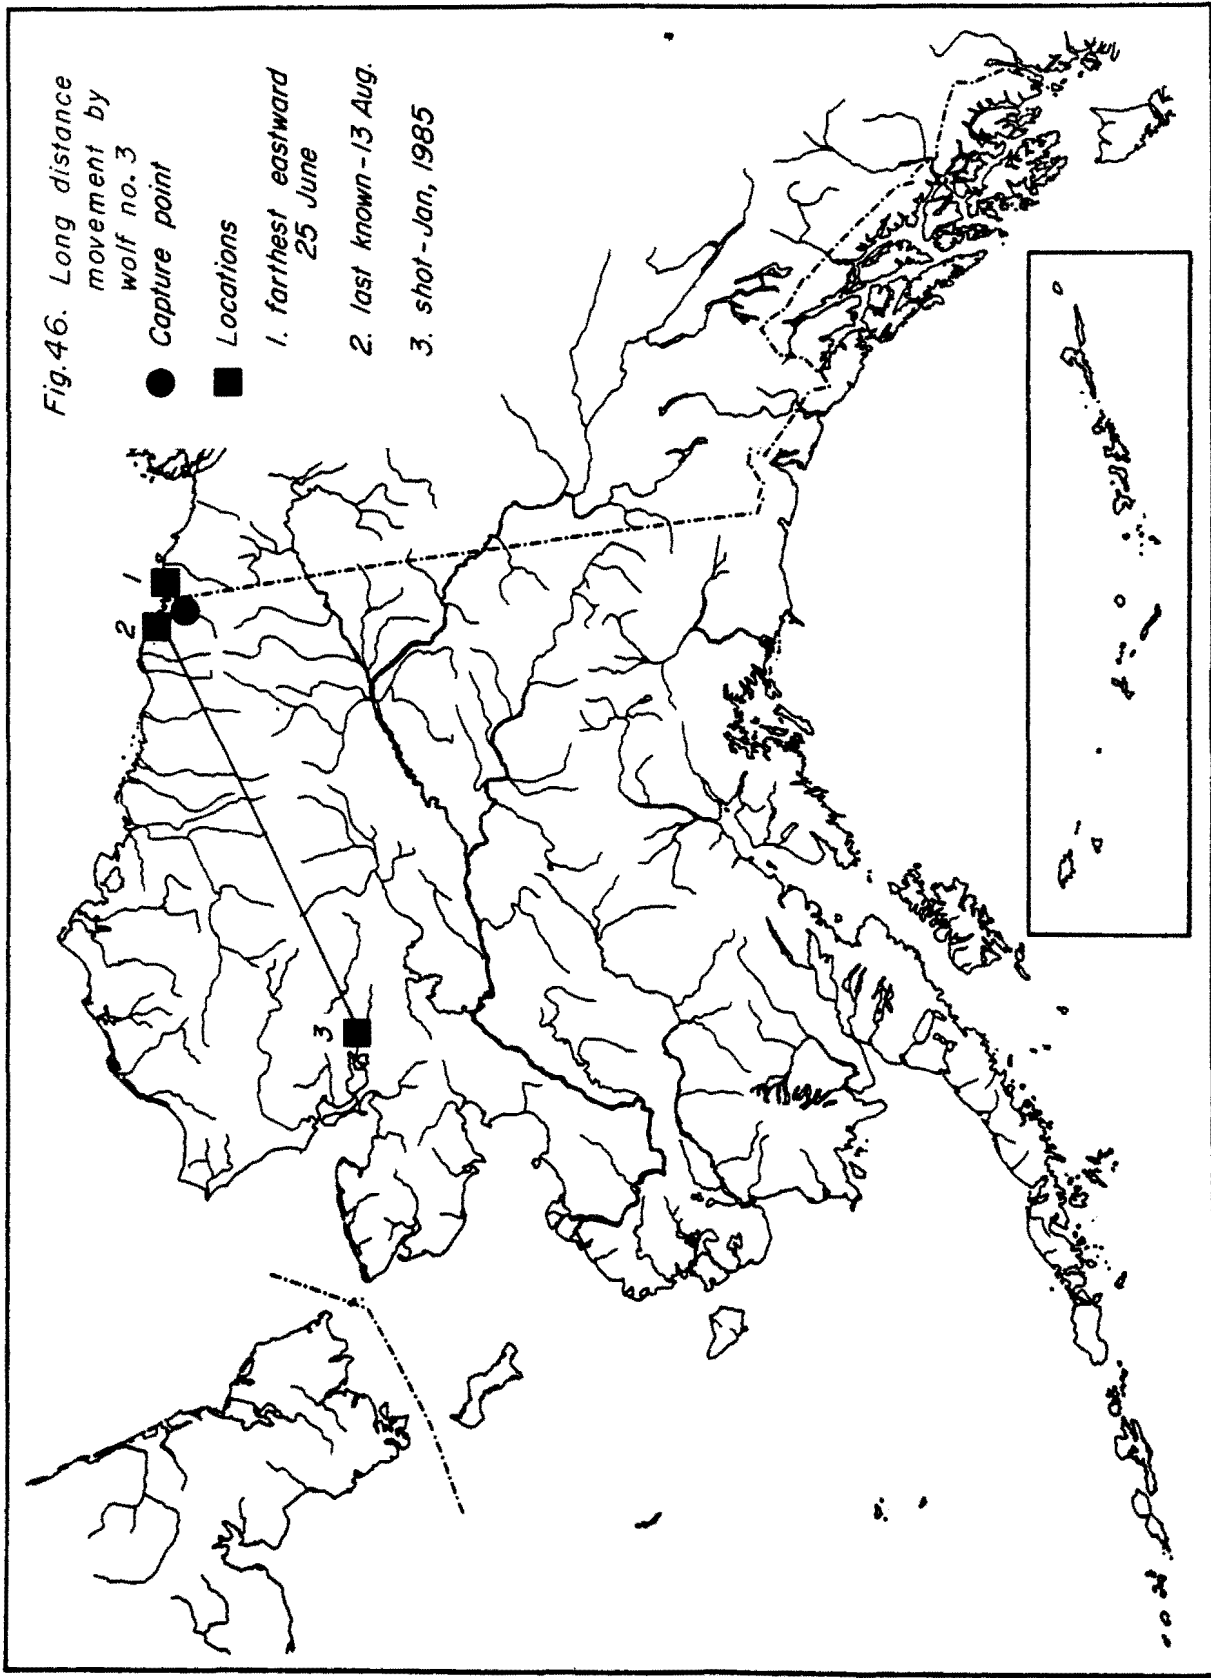 Fig.46. Long distance
movement by
wolf no. 3
Capture point
Locations
1. farthest eastward
25 June
2. last known-13 Aug.
3. shot-Jan, 1985
1
2
3